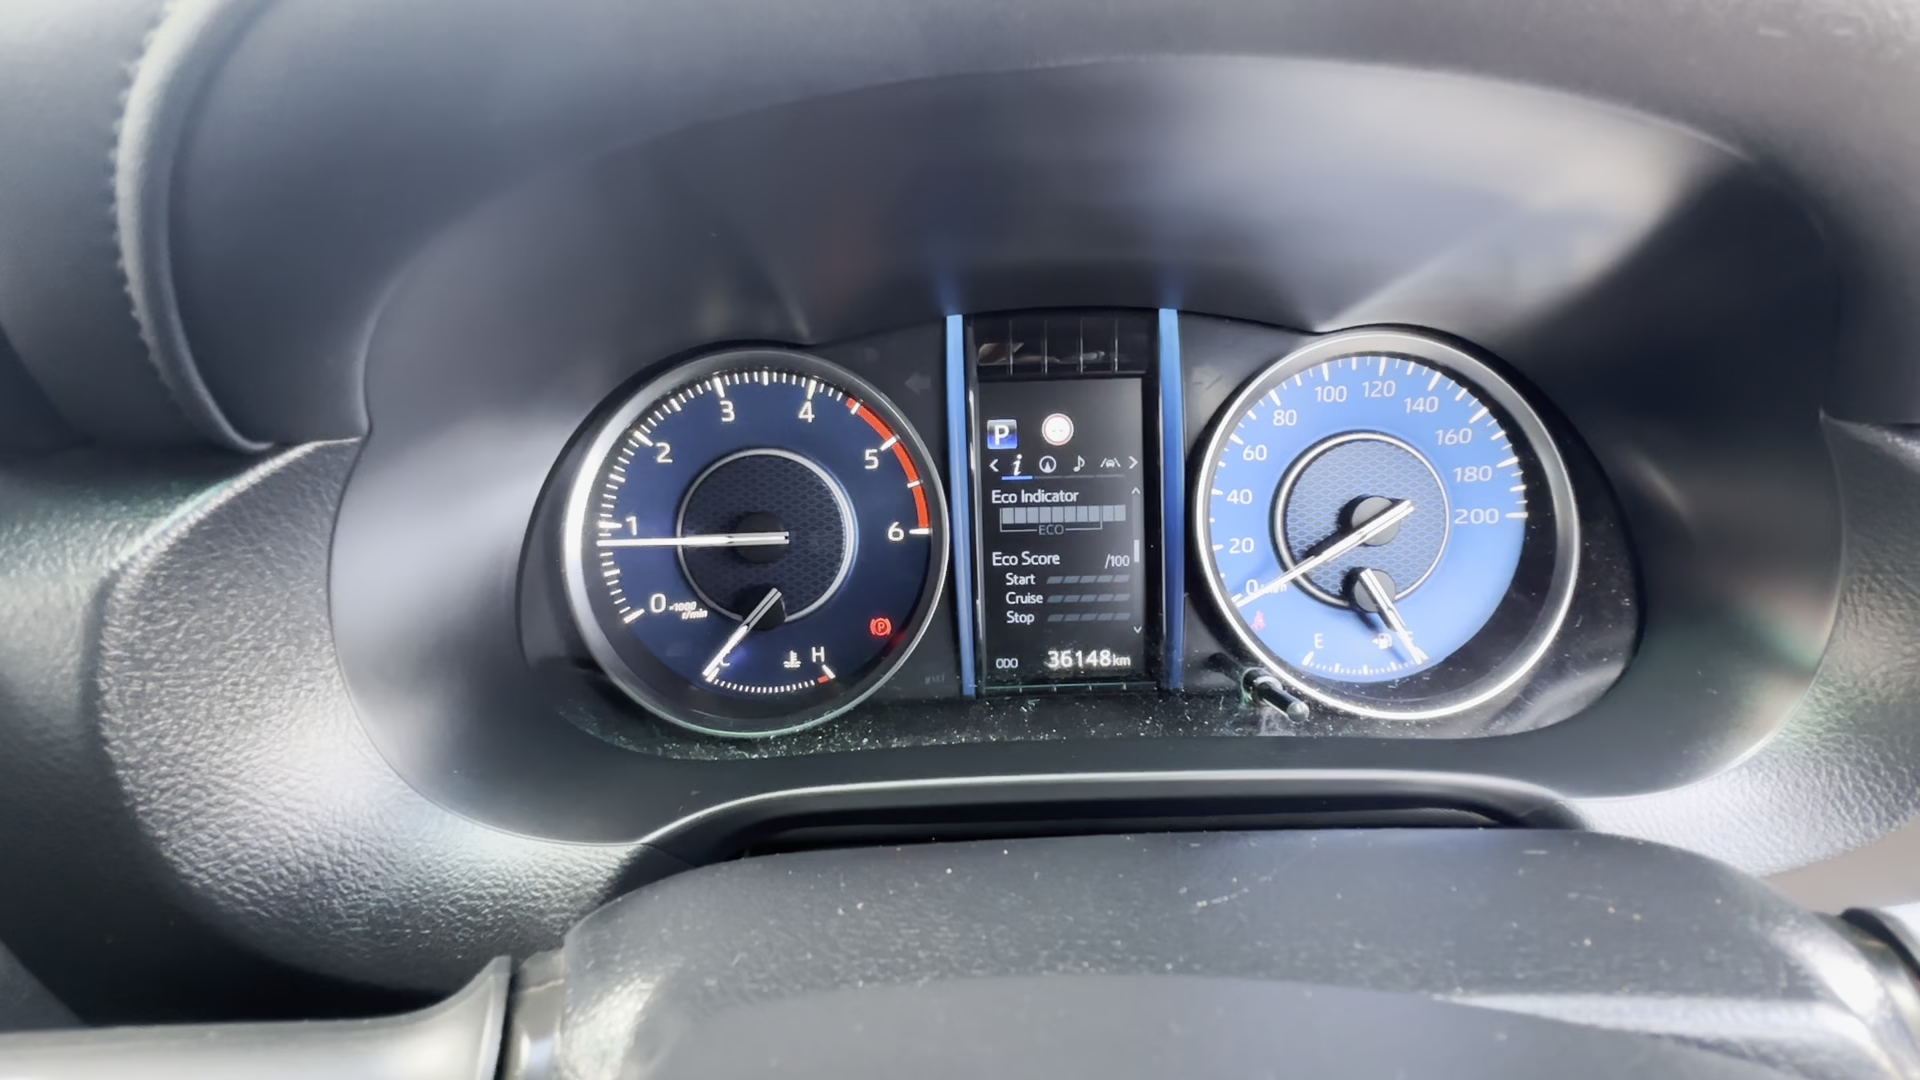 0
1
2
3
4
5
6
×1000
r/min
P
C
H
P
i
Eco Indicator
ECO
Eco Score /100
Start
Cruise
Stop
ODO 36148km
0
20
40
60
80
100
120
140
160
180
200
E